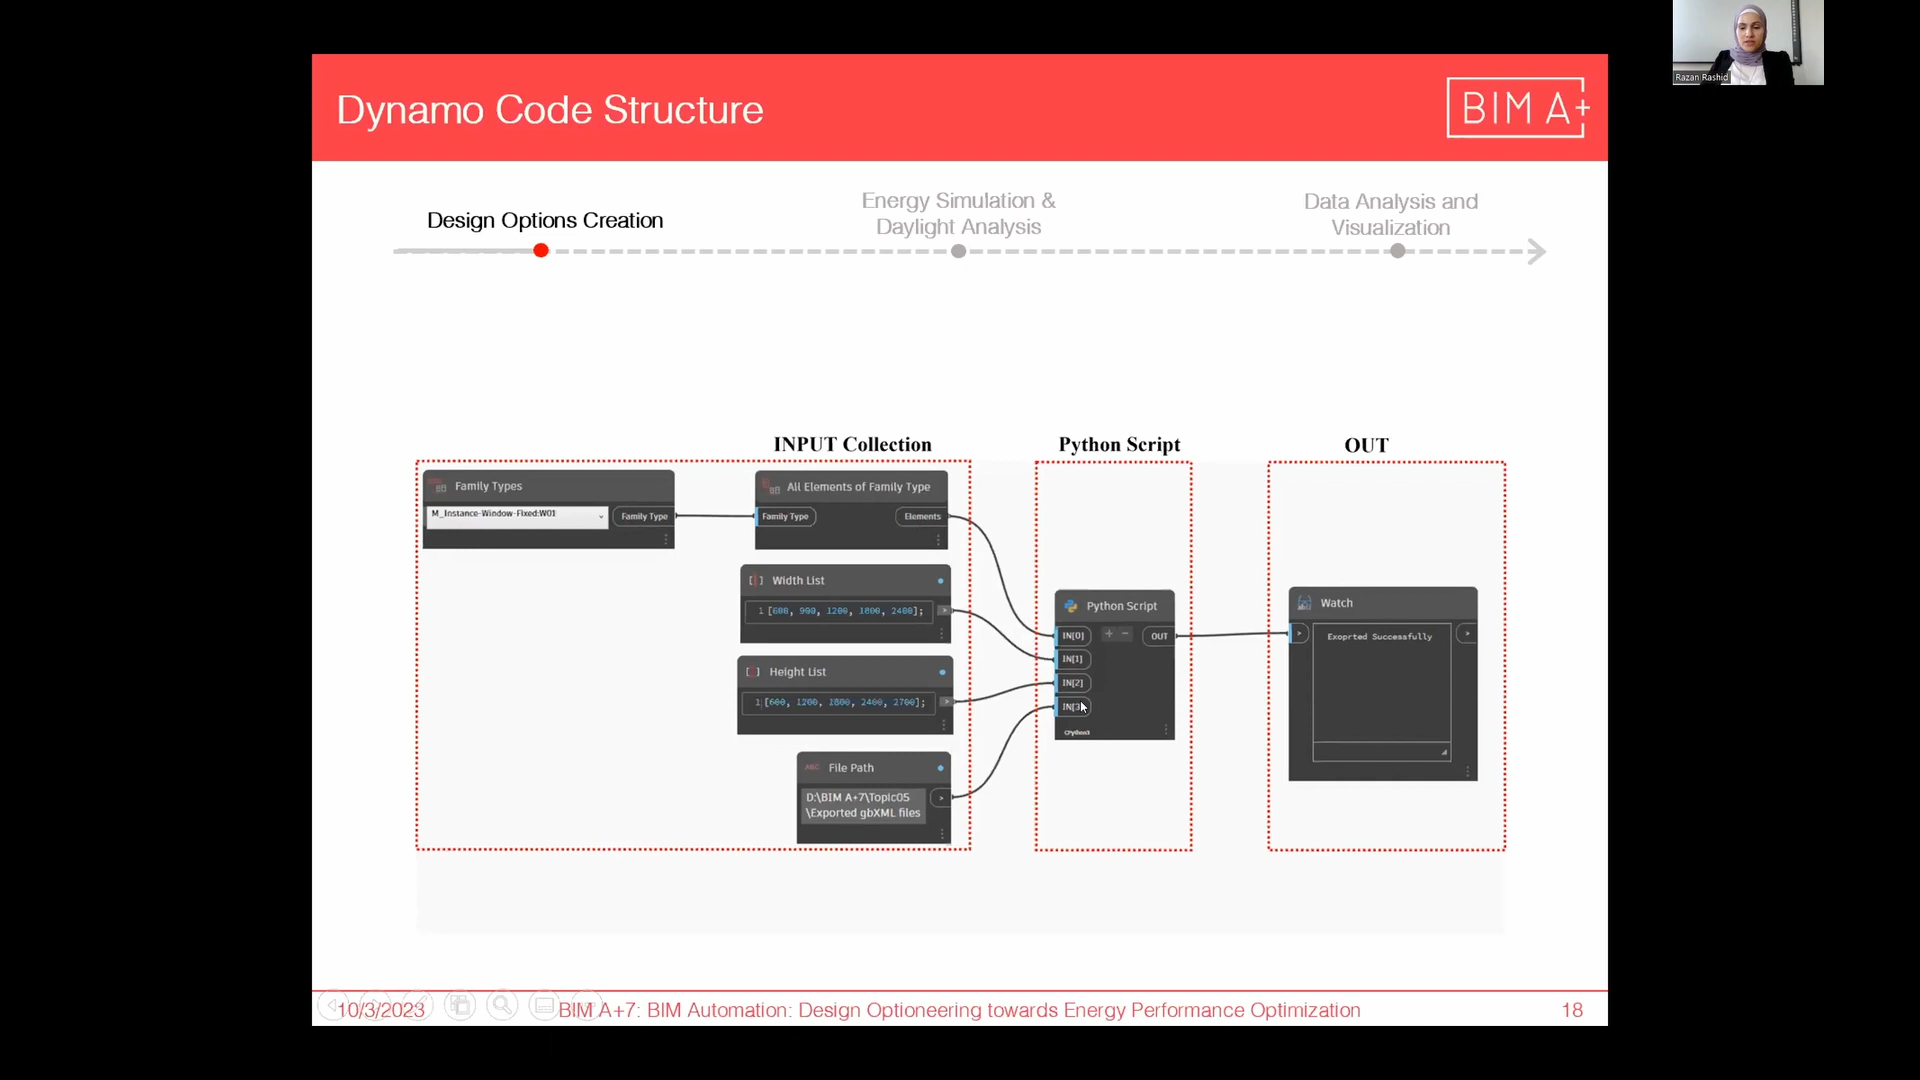 Razan Rashid
Dynamo Code Structure
BIM A+
Design Options Creation
Energy Simulation &
Daylight Analysis
Data Analysis and
Visualization
INPUT Collection
Python Script
OUT
Family Types
M_Instance-Window-Fixed:W01
Family Type
All Elements of Family Type
Family Type
Elements
Width List
1 [600, 900, 1200, 1800, 2400];
>
Height List
1 [600, 1200, 1800, 2400, 2700];
>
ABC File Path
D:\BIM A+7\Topic05
\Exported gbXML files
>
Python Script
IN[0]
+ -
OUT
IN[1]
IN[2]
IN[3]
CPython3
Watch
>
Exoprted Successfully
>
10/3/2023
BIM A+7: BIM Automation: Design Optioneering towards Energy Performance Optimization
18